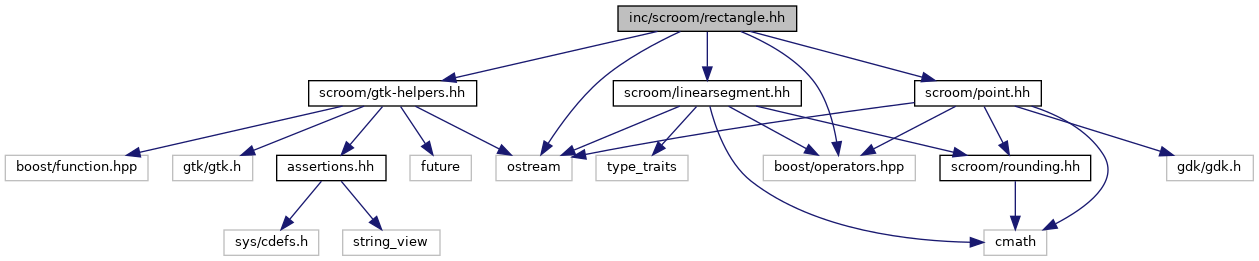 inc/scroom/rectangle.hh
scroom/gtk-helpers.hh
scroom/linearsegment.hh
scroom/point.hh
boost/function.hpp
gtk/gtk.h
assertions.hh
future
ostream
type_traits
boost/operators.hpp
scroom/rounding.hh
gdk/gdk.h
sys/cdefs.h
string_view
cmath